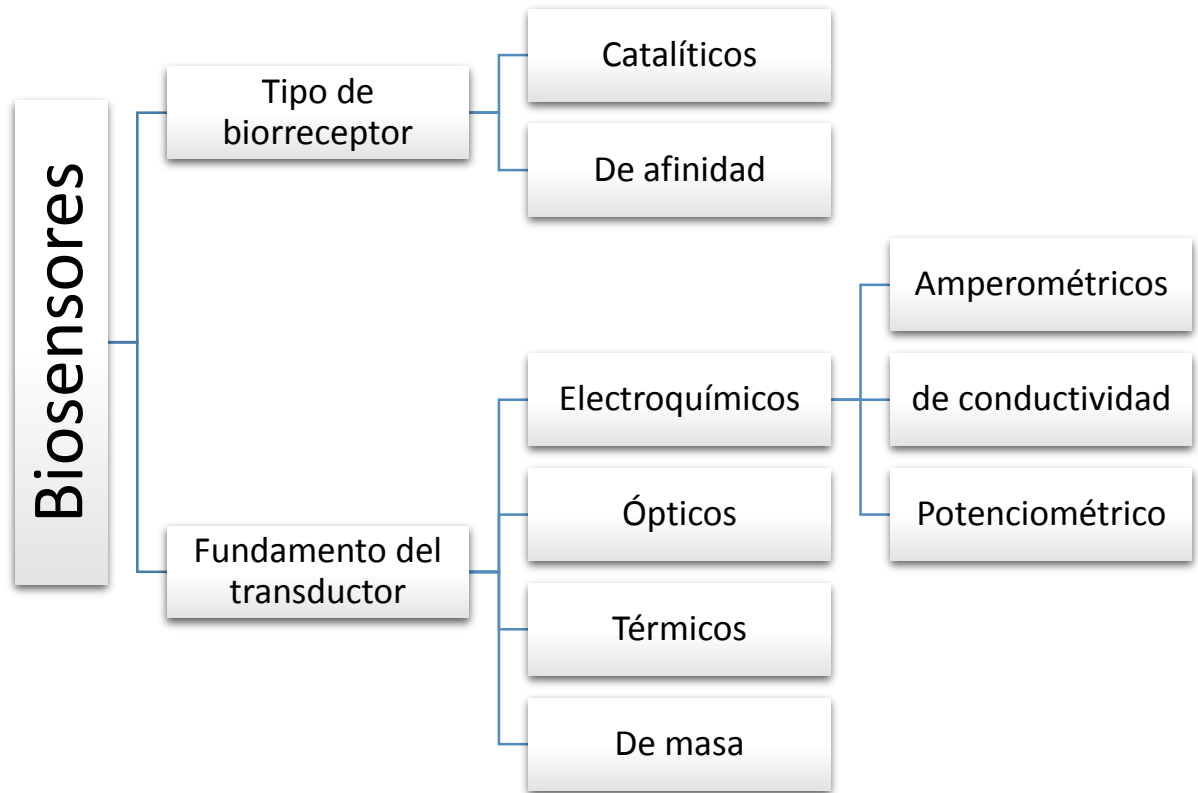 Biosensores
Tipo de
biorreceptor
Catalíticos
De afinidad
Fundamento del
transductor
Electroquímicos
Amperométricos
de conductividad
Potenciométrico
Ópticos
Térmicos
De masa